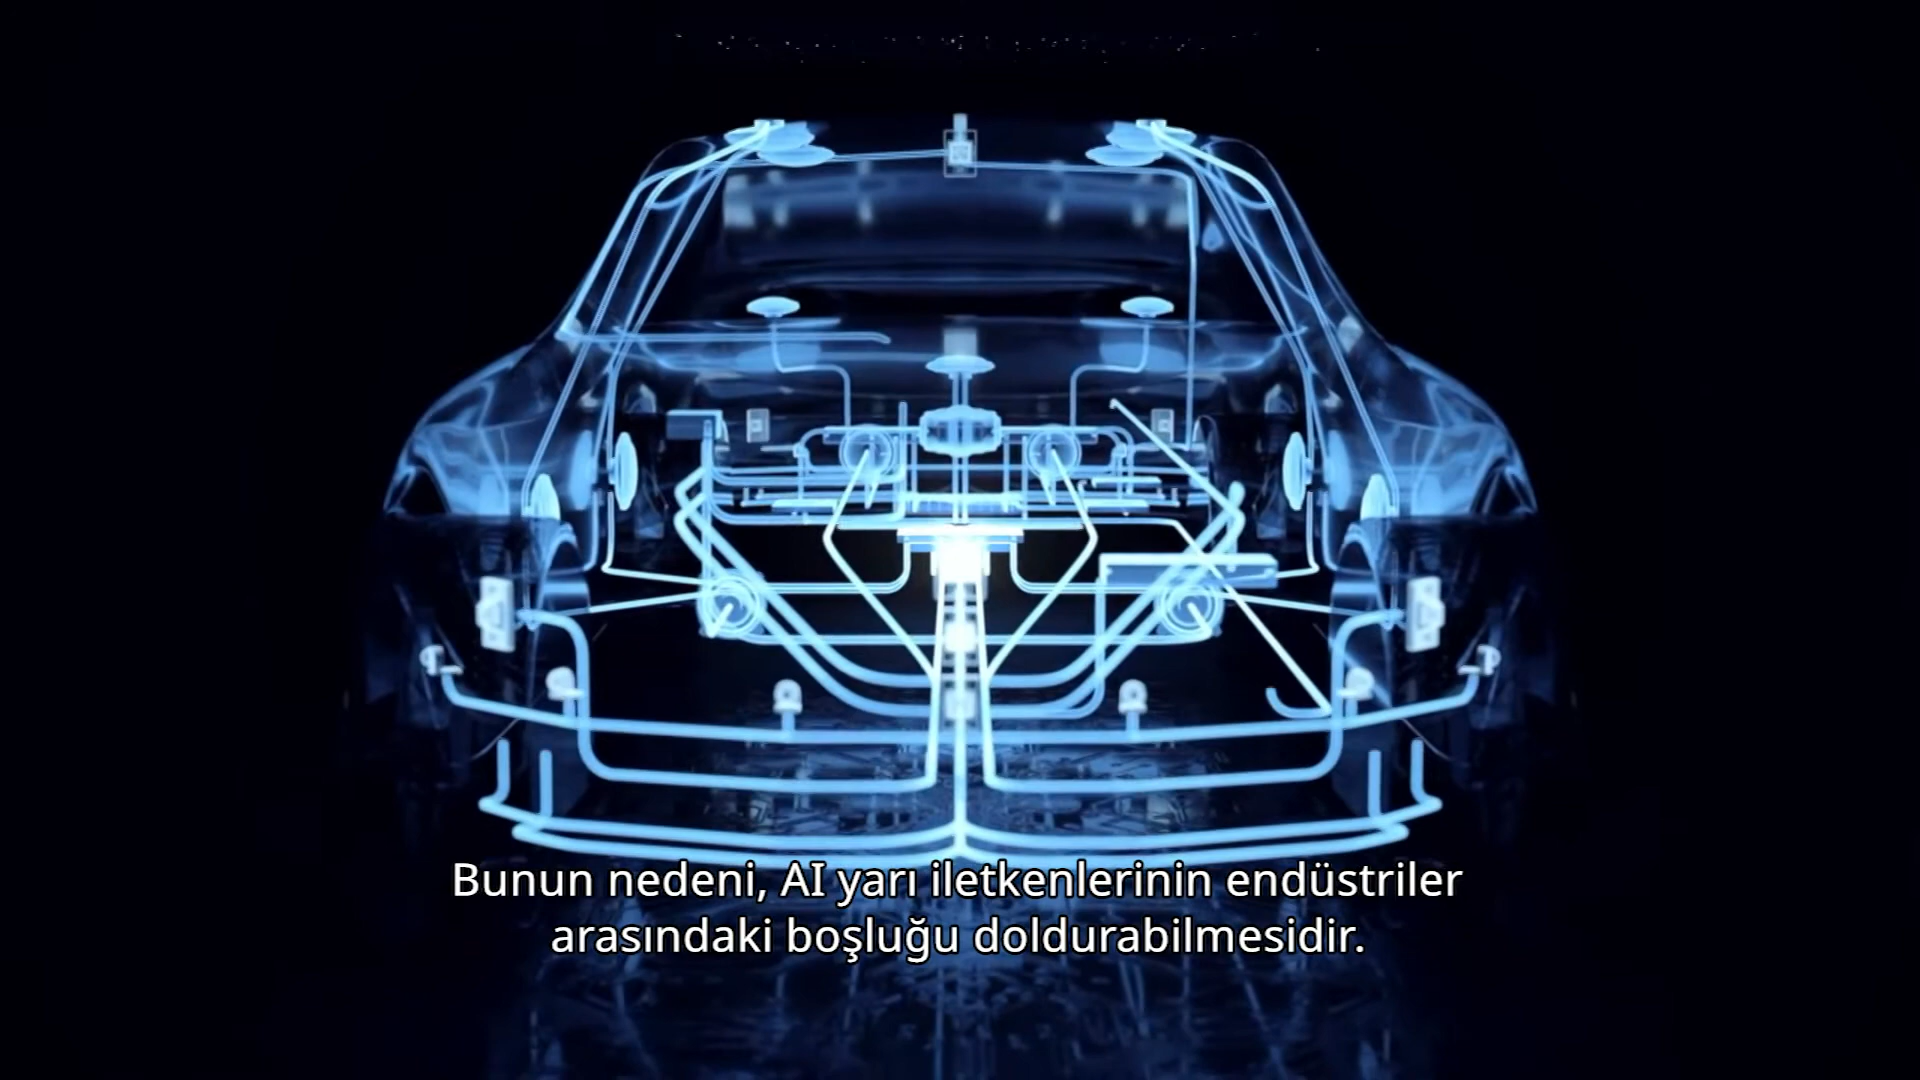 Bunun nedeni, AI yarı iletkenlerinin endüstriler
arasındaki boşluğu doldurabilmesidir.